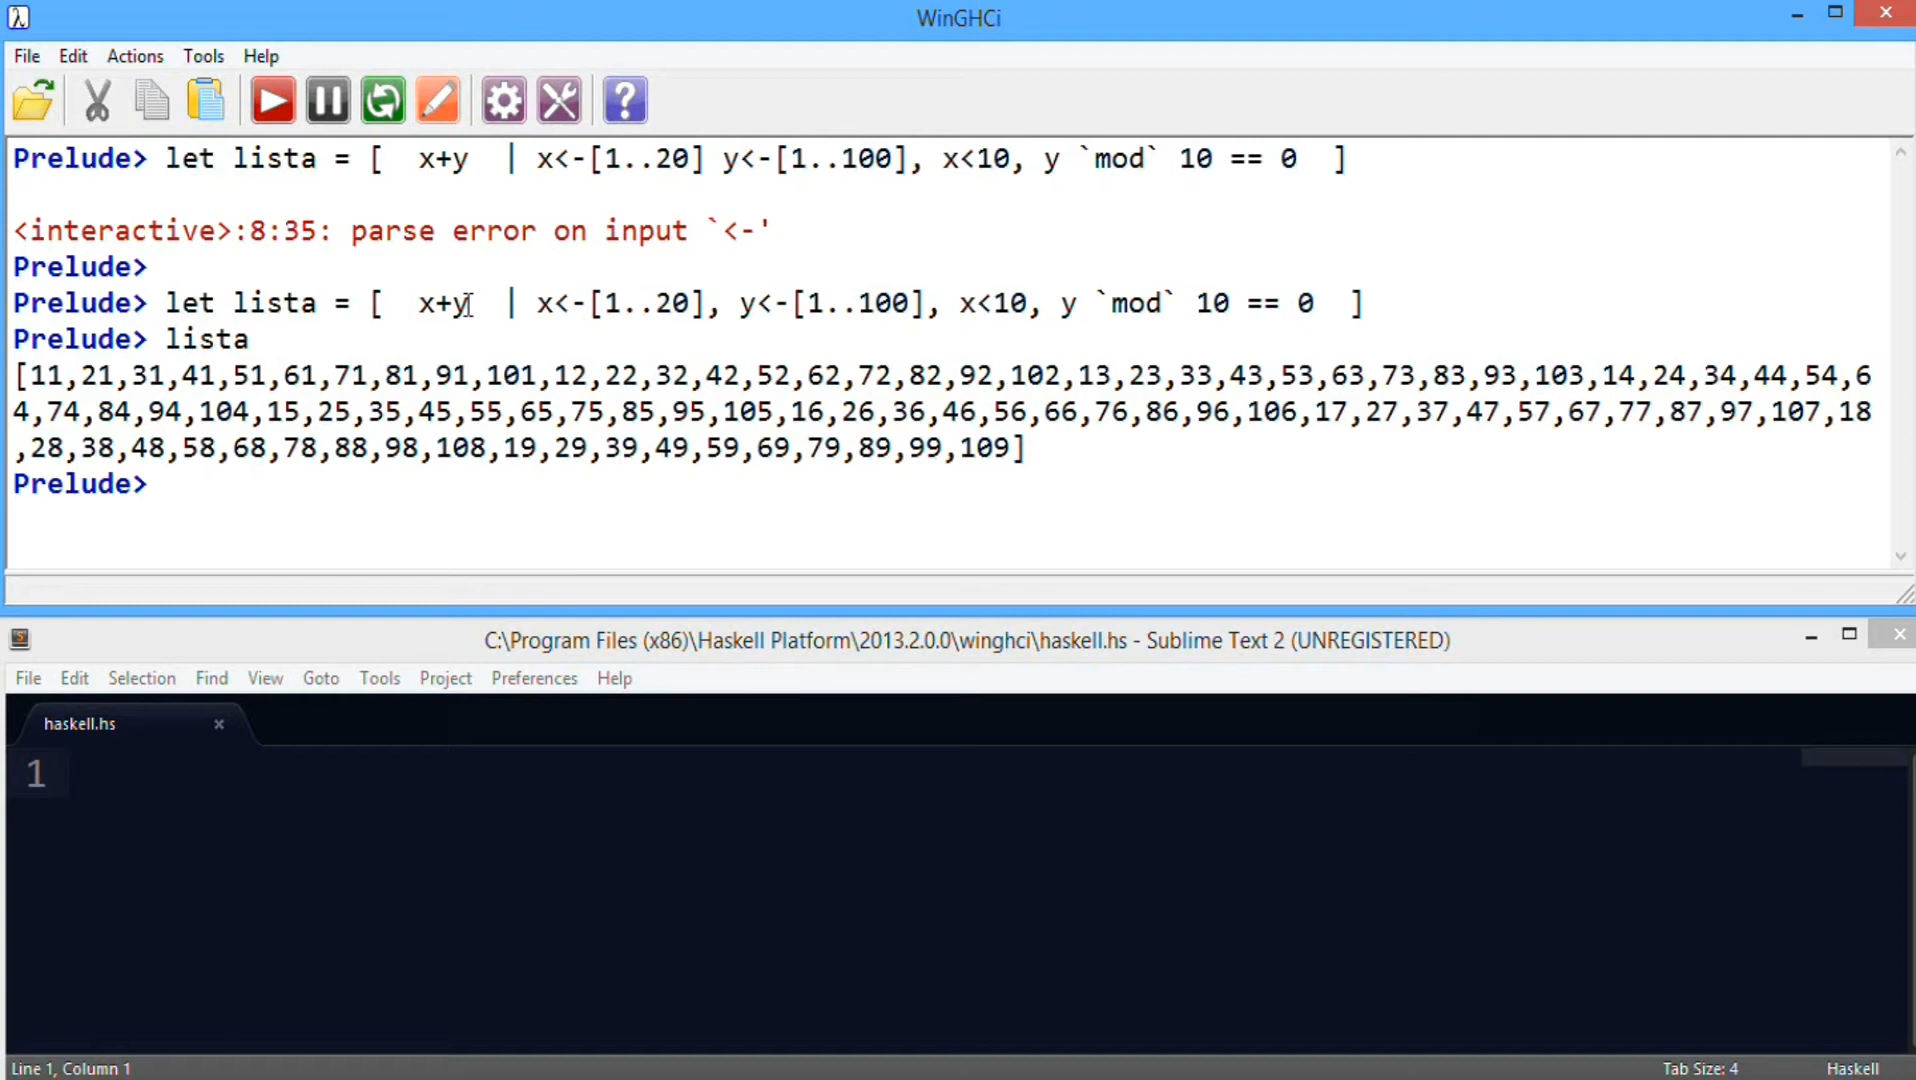 WinGHCi
File Edit Actions Tools Help
Prelude> let lista = [  x+y  | x<-[1..20] y<-[1..100], x<10, y `mod` 10 == 0  ]
<interactive>:8:35: parse error on input `<-'
Prelude>
Prelude> let lista = [  x+y  | x<-[1..20], y<-[1..100], x<10, y `mod` 10 == 0  ]
Prelude> lista
[11,21,31,41,51,61,71,81,91,101,12,22,32,42,52,62,72,82,92,102,13,23,33,43,53,63,73,83,93,103,14,24,34,44,54,6
4,74,84,94,104,15,25,35,45,55,65,75,85,95,105,16,26,36,46,56,66,76,86,96,106,17,27,37,47,57,67,77,87,97,107,18
,28,38,48,58,68,78,88,98,108,19,29,39,49,59,69,79,89,99,109]
Prelude>
C:\Program Files (x86)\Haskell Platform\2013.2.0.0\winghci\haskell.hs - Sublime Text 2 (UNREGISTERED)
File Edit Selection Find View Goto Tools Project Preferences Help
haskell.hs
1
Line 1, Column 1 Tab Size: 4 Haskell